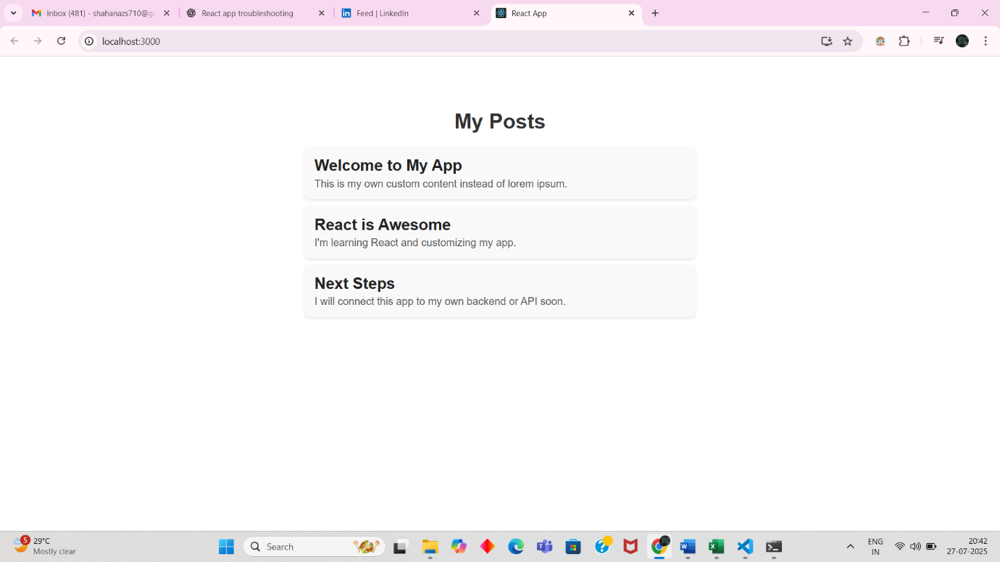 Inbox (481) - shahanazs710@g
React app troubleshooting
Feed | LinkedIn
React App
localhost:3000
My Posts
Welcome to My App
This is my own custom content instead of lorem ipsum.
React is Awesome
I'm learning React and customizing my app.
Next Steps
I will connect this app to my own backend or API soon.
5
29°C
Mostly clear
Search
ENG
IN
20:42
27-07-2025